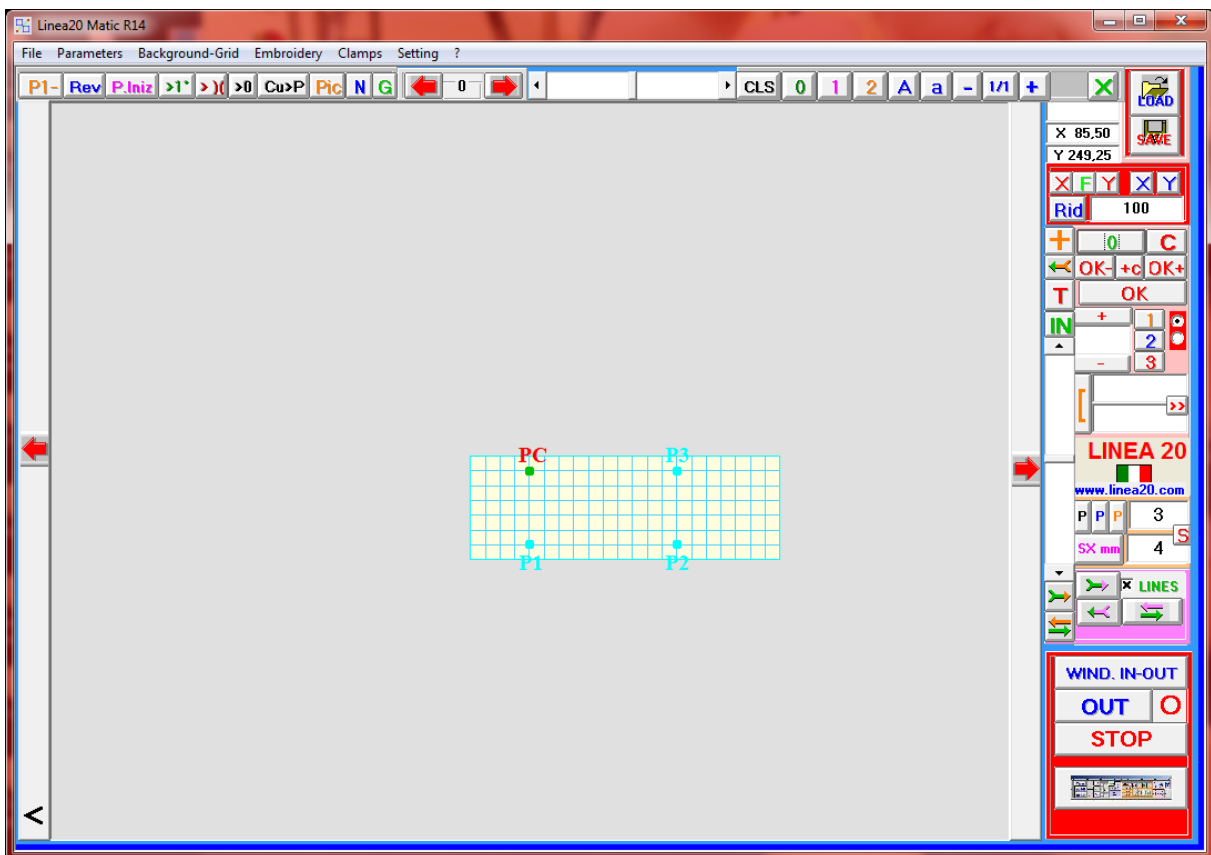 Linea20 Matic R14
File Parameters Background-Grid Embroidery Clamps Setting ?
P1- Rev P.Iniz >1° >)( >0 Cu>P Pic N G 0 CLS 0 1 2 A a - 1/1 +
LOAD
X 85,50
SAVE
Y 249,25
X F Y X Y
Rid 100
+ 0 C
OK- +c OK+
T OK
IN + 1
2
- 3
[ >>
PC P3
LINEA 20
www.linea20.com
P P P 3
S
SX mm 4
P1 P2
x LINES
WIND. IN-OUT
OUT O
STOP
<